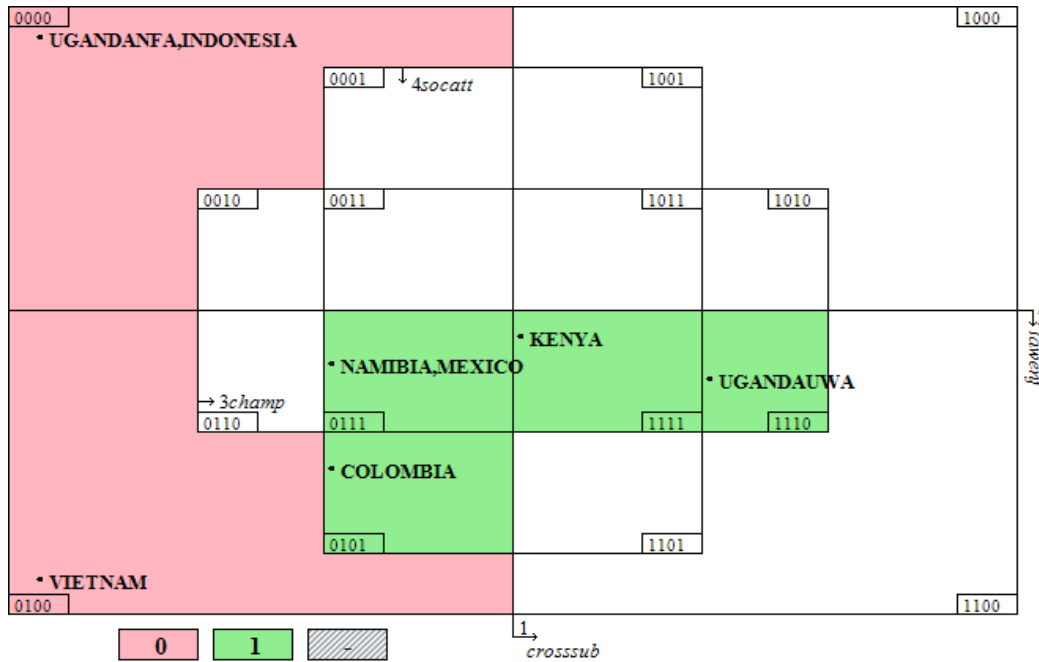 0000
1000
UGANDANFA,INDONESIA
0001
4socatt
1001
0010
0011
1011
1010
KENYA
NAMIBIA,MEXICO
UGANDAUWA
3champ
0110
0111
1111
1110
COLOMBIA
0101
1101
VIETNAM
0100
1100
0
1
-
1
crosssub